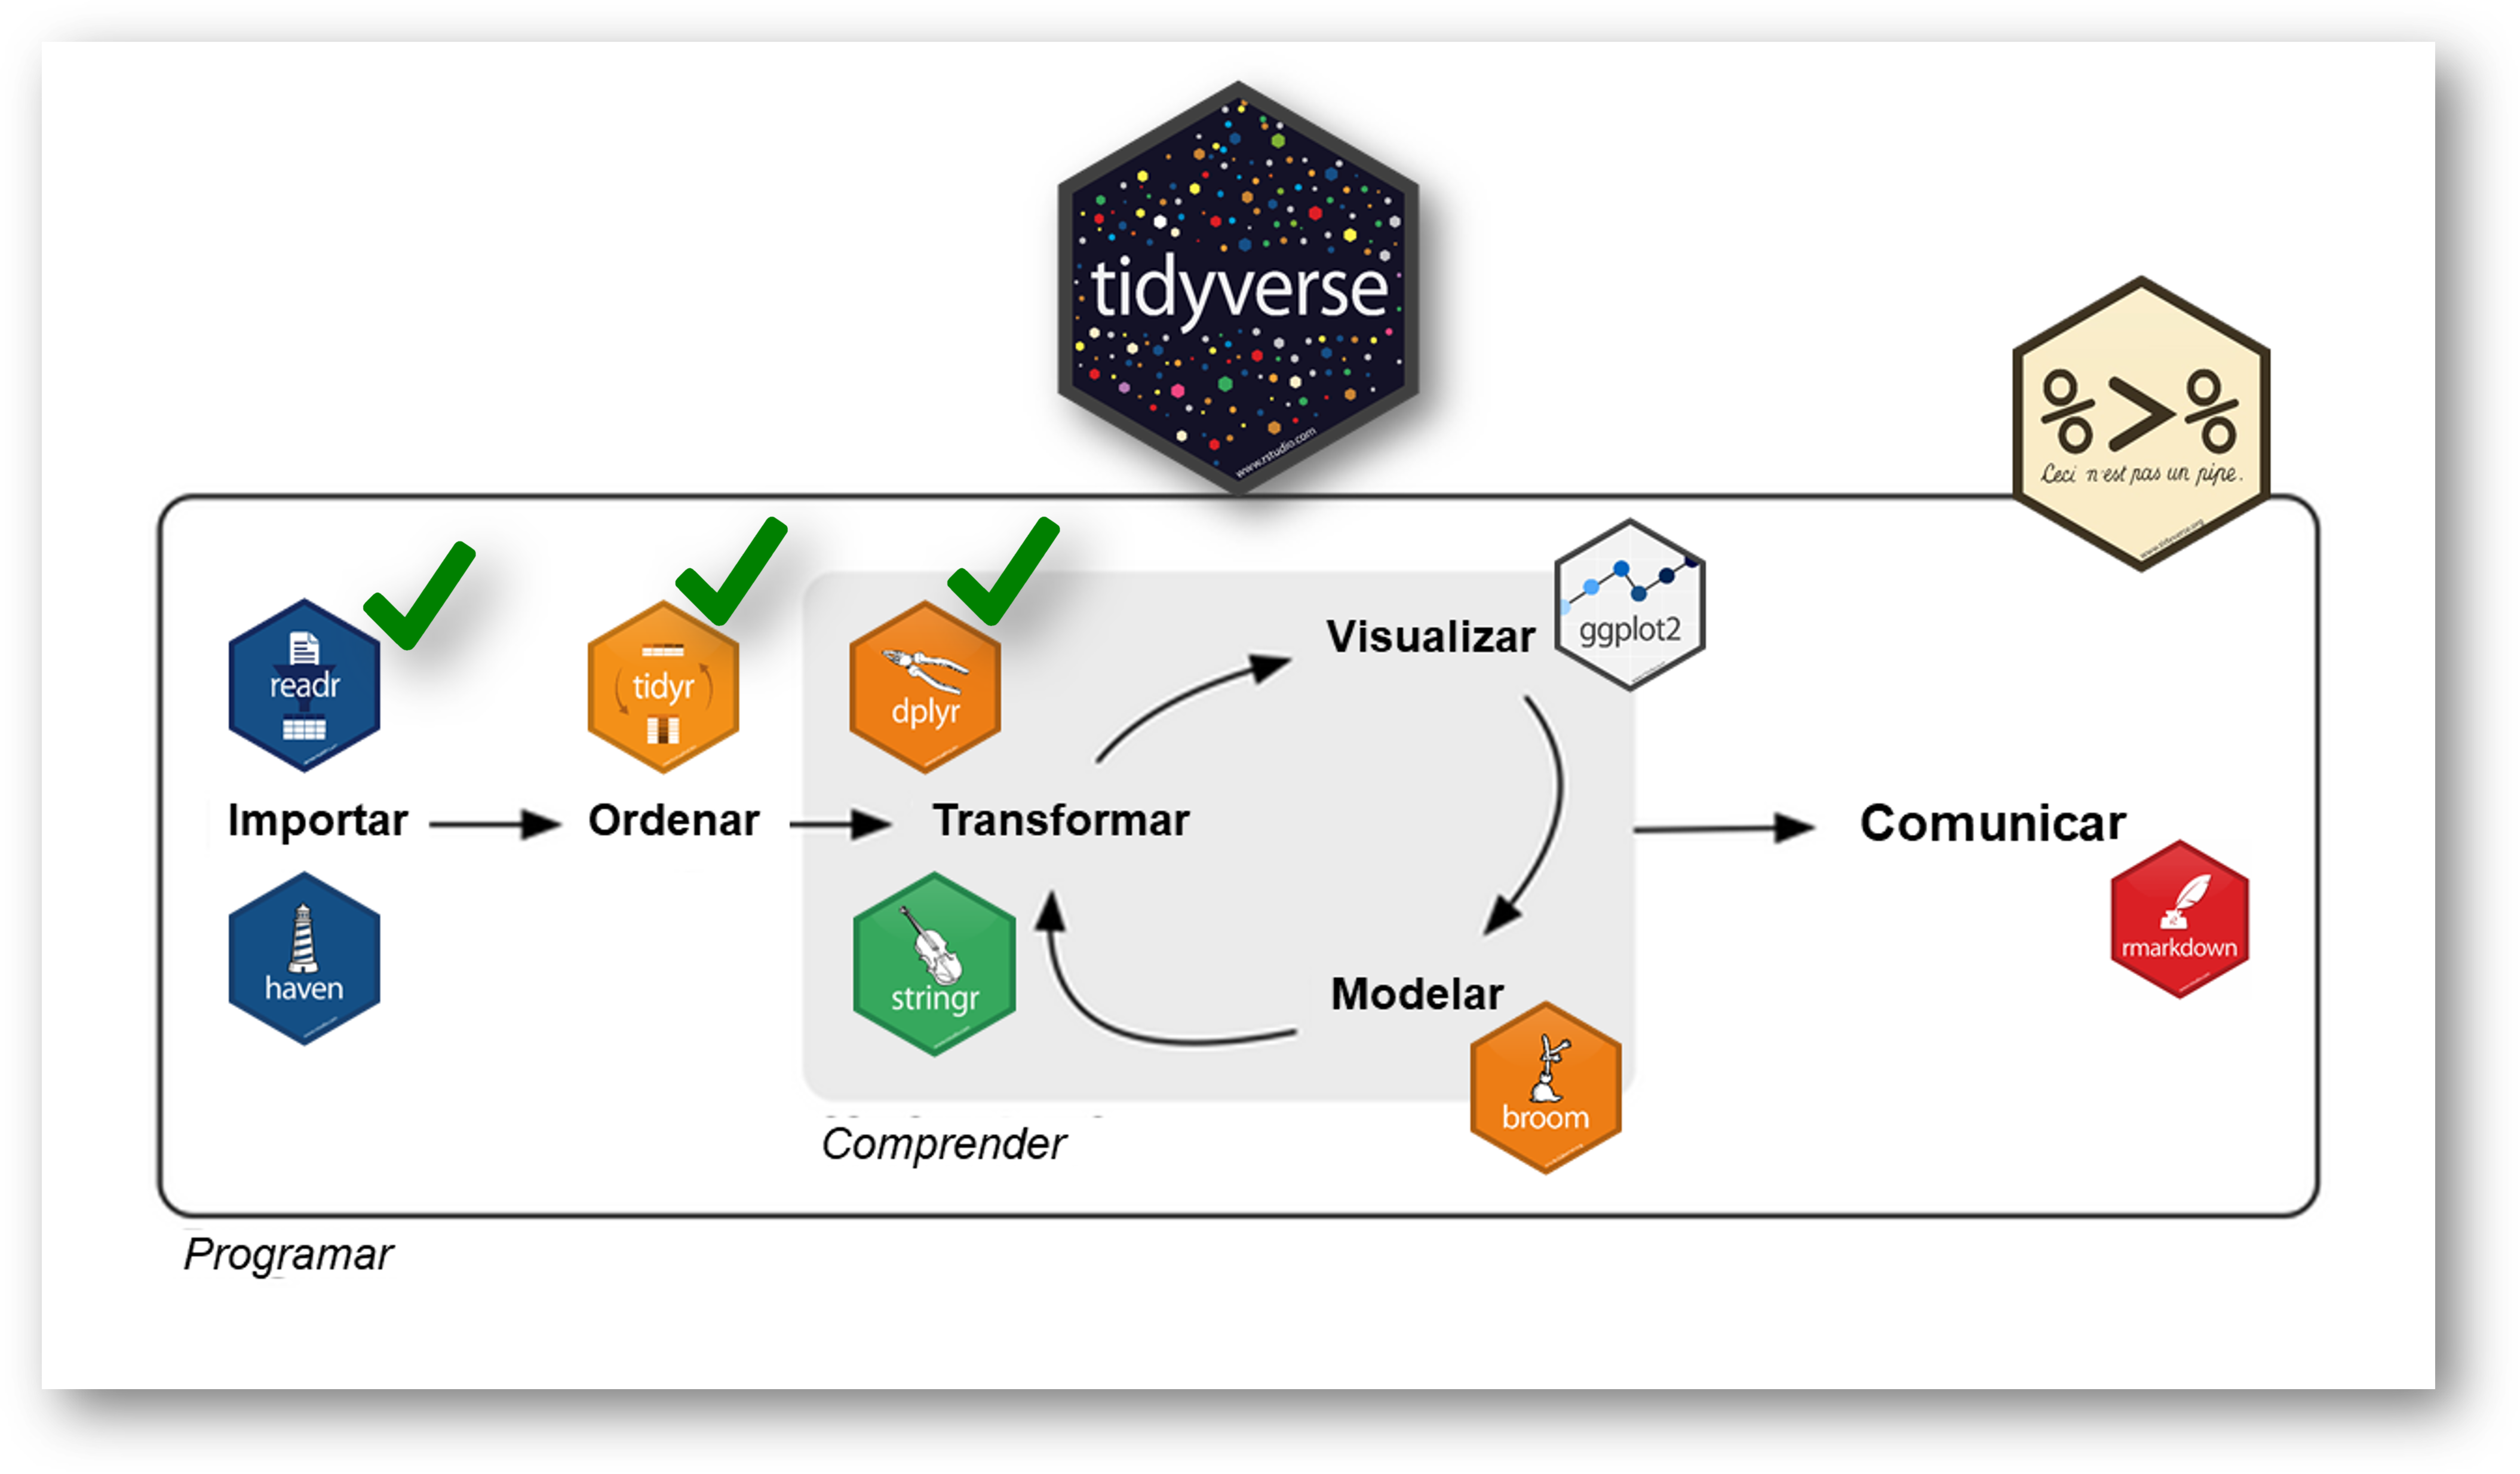 tidyverse
www.rstudio.com
%>%
Ceci n'est pas un pipe.
readr
tidyr
dplyr
Visualizar
ggplot2
Importar
Ordenar
Transformar
Comunicar
haven
stringr
Modelar
rmarkdown
broom
Comprender
Programar